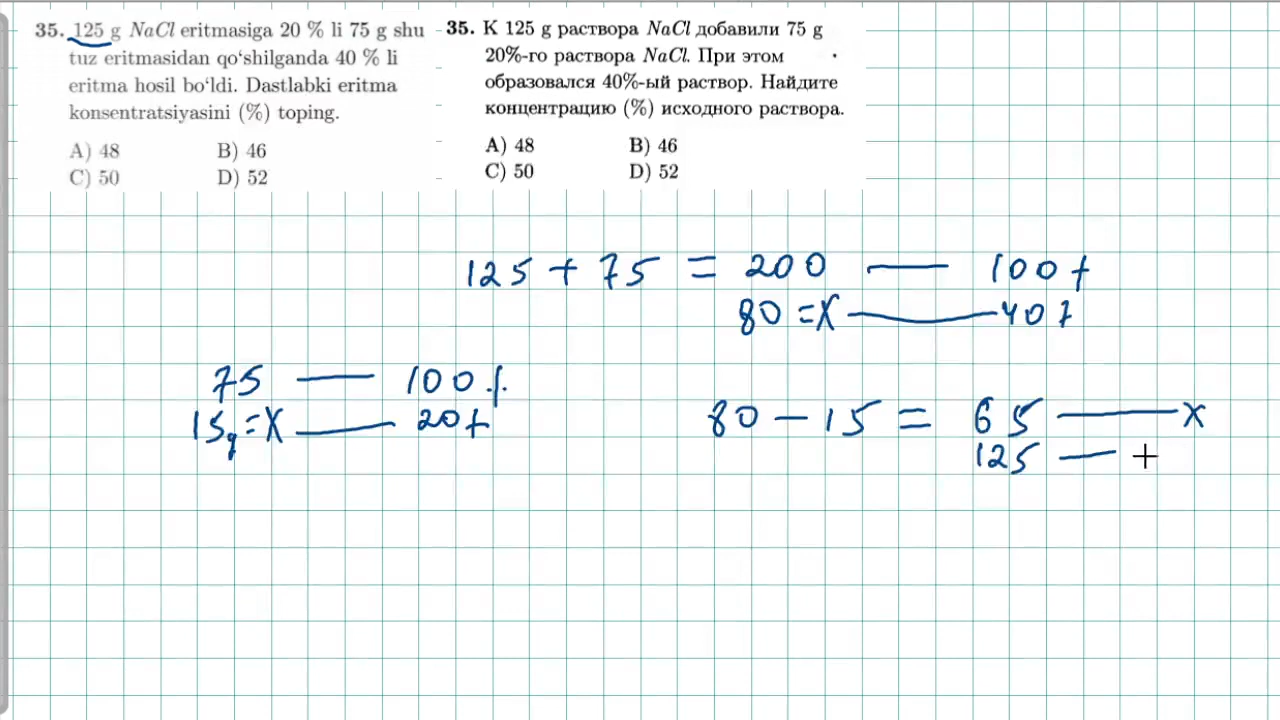 35. 125 g NaCl eritmasiga 20 % li 75 g shu
tuz eritmasidan qo‘shilganda 40 % li
eritma hosil bo‘ldi. Dastlabki eritma
konsentratsiyasini (%) toping.
A) 48 B) 46
C) 50 D) 52
35. К 125 g раствора NaCl добавили 75 g
20%-го раствора NaCl. При этом
образовался 40%-ый раствор. Найдите
концентрацию (%) исходного раствора.
A) 48 B) 46
C) 50 D) 52
125 + 75 = 200 — 100%
80 = x — 40%
75 — 100%
15g = x — 20%
80 - 15 = 65 — x
125 —